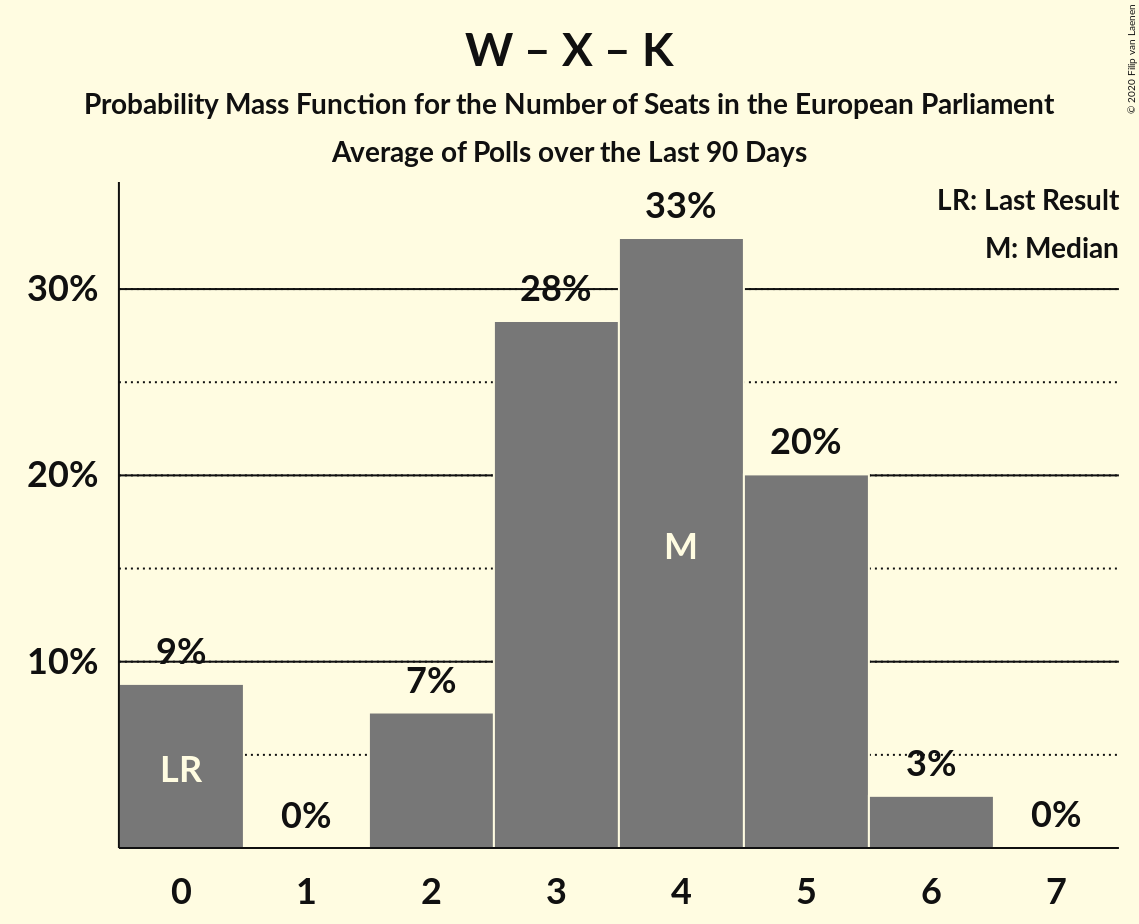 W – X – K
Probability Mass Function for the Number of Seats in the European Parliament
Average of Polls over the Last 90 Days
© 2020 Filip van Laenen
LR: Last Result
M: Median
33%
30%
28%
20%
20%
M
9%
10%
7%
LR
3%
0%
0%
0 1 2 3 4 5 6 7